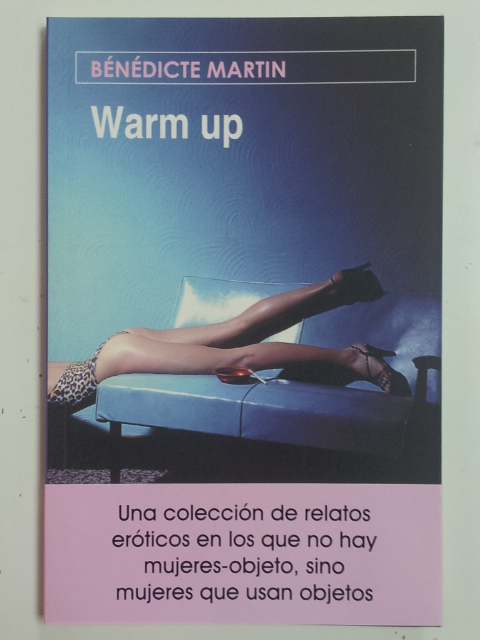 BÉNÉDICTE MARTIN
Warm up
Una colección de relatos
eróticos en los que no hay
mujeres-objeto, sino
mujeres que usan objetos